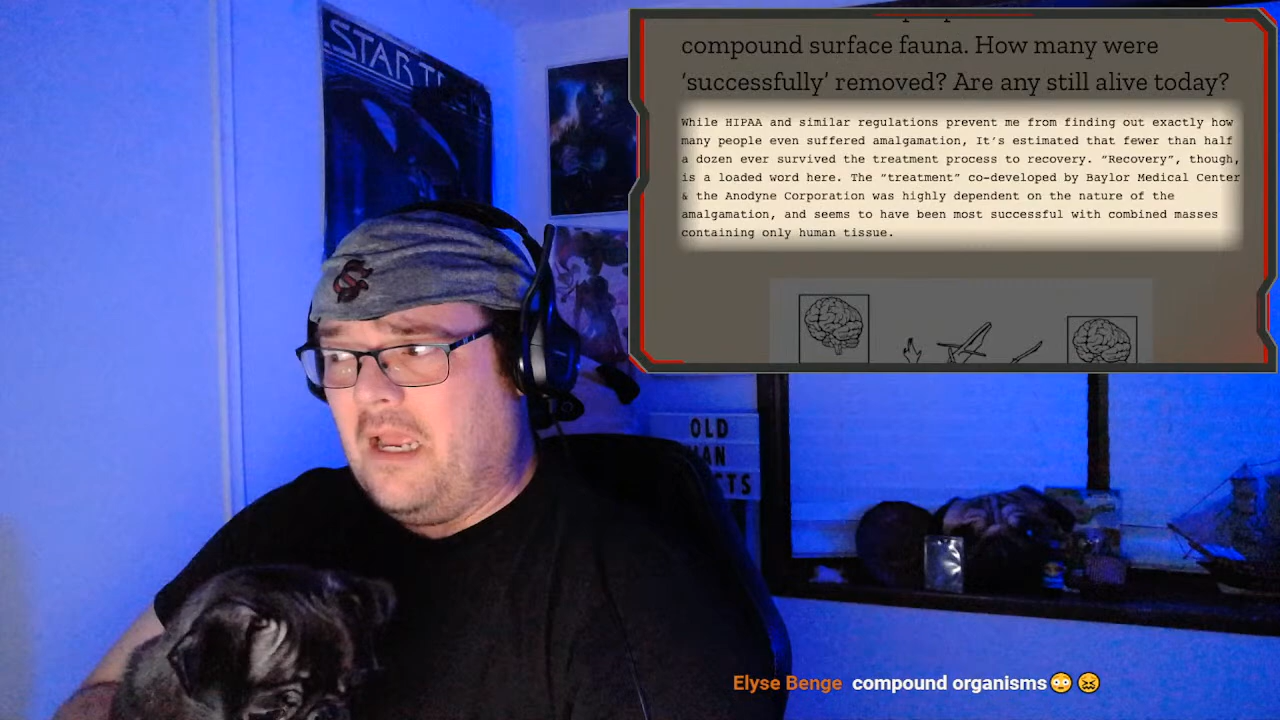 STAR T
compound surface fauna. How many were
‘successfully’ removed? Are any still alive today?
While HIPAA and similar regulations prevent me from finding out exactly how
many people even suffered amalgamation, It’s estimated that fewer than half
a dozen ever survived the treatment process to recovery. “Recovery”, though,
is a loaded word here. The “treatment” co-developed by Baylor Medical Center
& the Anodyne Corporation was highly dependent on the nature of the
amalgamation, and seems to have been most successful with combined masses
containing only human tissue.
OLD
Elyse Benge compound organisms😳😖